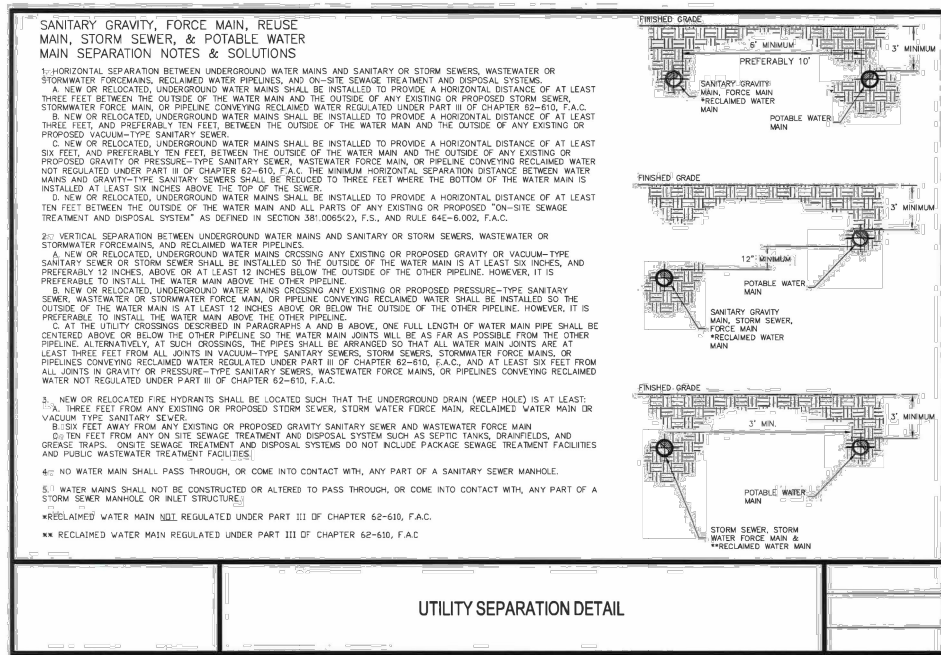 SANITARY GRAVITY, FORCE MAIN, REUSE
MAIN, STORM SEWER, & POTABLE WATER
MAIN SEPARATION NOTES & SOLUTIONS
1. HORIZONTAL SEPARATION BETWEEN UNDERGROUND WATER MAINS AND SANITARY OR STORM SEWERS, WASTEWATER OR
STORMWATER FORCEMAINS, RECLAIMED WATER PIPELINES, AND ON-SITE SEWAGE TREATMENT AND DISPOSAL SYSTEMS.
A. NEW OR RELOCATED, UNDERGROUND WATER MAINS SHALL BE INSTALLED TO PROVIDE A HORIZONTAL DISTANCE OF AT LEAST
THREE FEET BETWEEN THE OUTSIDE OF THE WATER MAIN AND THE OUTSIDE OF ANY EXISTING OR PROPOSED STORM SEWER,
STORMWATER FORCE MAIN, OR PIPELINE CONVEYING RECLAIMED WATER REGULATED UNDER PART III OF CHAPTER 62-610, F.A.C.
B. NEW OR RELOCATED, UNDERGROUND WATER MAINS SHALL BE INSTALLED TO PROVIDE A HORIZONTAL DISTANCE OF AT LEAST
THREE FEET, AND PREFERABLY TEN FEET, BETWEEN THE OUTSIDE OF THE WATER MAIN AND THE OUTSIDE OF ANY EXISTING OR
PROPOSED VACUUM-TYPE SANITARY SEWER.
C. NEW OR RELOCATED, UNDERGROUND WATER MAINS SHALL BE INSTALLED TO PROVIDE A HORIZONTAL DISTANCE OF AT LEAST
SIX FEET, AND PREFERABLY TEN FEET, BETWEEN THE OUTSIDE OF THE WATER MAIN AND THE OUTSIDE OF ANY EXISTING OR
PROPOSED GRAVITY OR PRESSURE-TYPE SANITARY SEWER, WASTEWATER FORCE MAIN, OR PIPELINE CONVEYING RECLAIMED WATER
NOT REGULATED UNDER PART III OF CHAPTER 62-610, F.A.C. THE MINIMUM HORIZONTAL SEPARATION DISTANCE BETWEEN WATER
MAINS AND GRAVITY-TYPE SANITARY SEWERS SHALL BE REDUCED TO THREE FEET WHERE THE BOTTOM OF THE WATER MAIN IS
INSTALLED AT LEAST SIX INCHES ABOVE THE TOP OF THE SEWER.
D. NEW OR RELOCATED, UNDERGROUND WATER MAINS SHALL BE INSTALLED TO PROVIDE A HORIZONTAL DISTANCE OF AT LEAST
TEN FEET BETWEEN THE OUTSIDE OF THE WATER MAIN AND ALL PARTS OF ANY EXISTING OR PROPOSED "ON-SITE SEWAGE
TREATMENT AND DISPOSAL SYSTEM" AS DEFINED IN SECTION 381.0065(2), F.S., AND RULE 64E-6.002, F.A.C.
2. VERTICAL SEPARATION BETWEEN UNDERGROUND WATER MAINS AND SANITARY OR STORM SEWERS, WASTEWATER OR
STORMWATER FORCEMAINS, AND RECLAIMED WATER PIPELINES.
A. NEW OR RELOCATED, UNDERGROUND WATER MAINS CRSSING ANY EXISTING OR PROPOSED GRAVITY OR VACUUM-TYPE
SANITARY SEWER OR STORM SEWER SHALL BE INSTALLED SO THE OUTSIDE OF THE WATER MAIN IS AT LEAST SIX INCHES, AND
PREFERABLY 12 INCHES, ABOVE OR AT LEAST 12 INCHES BELOW THE OUTSIDE OF THE OTHER PIPELINE. HOWEVER, IT IS
PREFERABLE TO INSTALL THE WATER MAIN ABOVE THE OTHER PIPELINE.
B. NEW OR RELOCATED, UNDERGROUND WATER MAINS CROSSING ANY EXISTING OR PROPOSED PRESSURE-TYPE SANITARY
SEWER, WASTEWATER OR STORMWATER FORCE MAIN, OR PIPELINE CONVEYING RECLAIMED WATER SHALL BE INSTALLED SO THE
OUTSIDE OF THE WATER MAIN IS AT LEAST 12 INCHES ABOVE OR BELOW THE OUTSIDE OF THE OTHER PIPELINE. HOWEVER, IT IS
PREFERABLE TO INSTALL THE WATER MAIN ABOVE THE OTHER PIPELINE.
C. AT THE UTILITY CROSSINGS DESCRIBED IN PARAGRAPHS A AND B ABOVE, ONE FULL LENGTH OF WATER MAIN PIPE SHALL BE
CENTERED ABOVE OR BELOW THE OTHER PIPELINE SO THE WATER MAIN JOINTS WILL BE AS FAR AS POSSIBLE FROM THE OTHER
PIPELINE. ALTERNATIVELY, AT SUCH CROSSINGS, THE PIPES SHALL BE ARRANGED SO THAT ALL WATER MAIN JOINTS ARE AT
LEAST THREE FEET FROM ALL JOINTS IN VACUUM-TYPE SANITARY SEWERS, STORM SEWERS, STORMWATER FORCE MAINS, OR
PIPELINES CONVEYING RECLAIMED WATER REGULATED UNDER PART III OF CHAPTER 62-610, F.A.C., AND AT LEAST SIX FEET FROM
ALL JOINTS IN GRAVITY OR PRESSURE-TYPE SANITARY SEWERS, WASTEWATER FORCE MAINS, OR PIPELINES CONVEYING RECLAIMED
WATER NOT REGULATED UNDER PART III OF CHAPTER 62-610, F.A.C.
3. NEW OR RELOCATED FIRE HYDRANTS SHALL BE LOCATED SUCH THAT THE UNDERGROUND DRAIN (WEEP HOLE) IS AT LEAST:
A. THREE FEET FROM ANY EXISTING OR PROPOSED STORM SEWER, STORM WATER FORCE MAIN, RECLAIMED WATER MAIN OR
VACUUM TYPE SANITARY SEWER.
B. SIX FEET AWAY FROM ANY EXISTING OR PROPOSED GRAVITY SANITARY SEWER AND WASTEWATER FORCE MAIN
C. TEN FEET FROM ANY ON SITE SEWAGE TREATMENT AND DISPOSAL SYSTEM SUCH AS SEPTIC TANKS, DRAINFIELDS, AND
GREASE TRAPS. ONSITE SEWAGE TREATMENT AND DISPOSAL SYSTEMS DO NOT INCLUDE PACKAGE SEWAGE TREATMENT FACILIITIES
AND PUBLIC WASTEWATER TREATMENT FACILITIES.
4. NO WATER MAIN SHALL PASS THROUGH, OR COME INTO CONTACT WITH, ANY PART OF A SANITARY SEWER MANHOLE.
5. WATER MAINS SHALL NOT BE CONSTRUCTED OR ALTERED TO PASS THROUGH, OR COME INTO CONTACT WITH, ANY PART OF A
STORM SEWER MANHOLE OR INLET STRUCTURE.
*RECLAIMED WATER MAIN NOT REGULATED UNDER PART III OF CHAPTER 62-610, F.A.C.
** RECLAIMED WATER MAIN REGULATED UNDER PART III OF CHAPTER 62-610, F.A.C
FINISHED GRADE
6' MINIMUM
PREFERABLY 10'
3' MINIMUM
SANITARY GRAVITY
MAIN, FORCE MAIN
*RECLAIMED WATER
MAIN
POTABLE WATER
MAIN
FINISHED GRADE
3' MINIMUM
12" MINIMUM
POTABLE WATER
MAIN
SANITARY GRAVITY
MAIN, STORM SEWER,
FORCE MAIN
*RECLAIMED WATER
MAIN
FINISHED GRADE
3' MIN.
3' MINIMUM
POTABLE WATER
MAIN
STORM SEWER, STORM
WATER FORCE MAIN &
**RECLAIMED WATER MAIN
UTILITY SEPARATION DETAIL